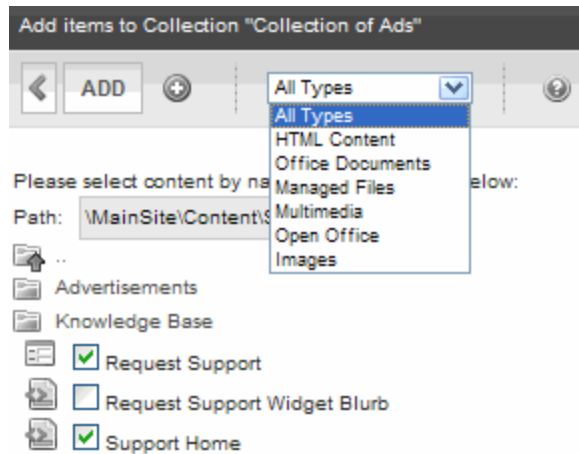 Add items to Collection "Collection of Ads"
ADD
All Types
All Types
HTML Content
Office Documents
Managed Files
Multimedia
Open Office
Images
Please select content by na
elow:
Path: \MainSite\Content\S
..
Advertisements
Knowledge Base
Request Support
Request Support Widget Blurb
Support Home